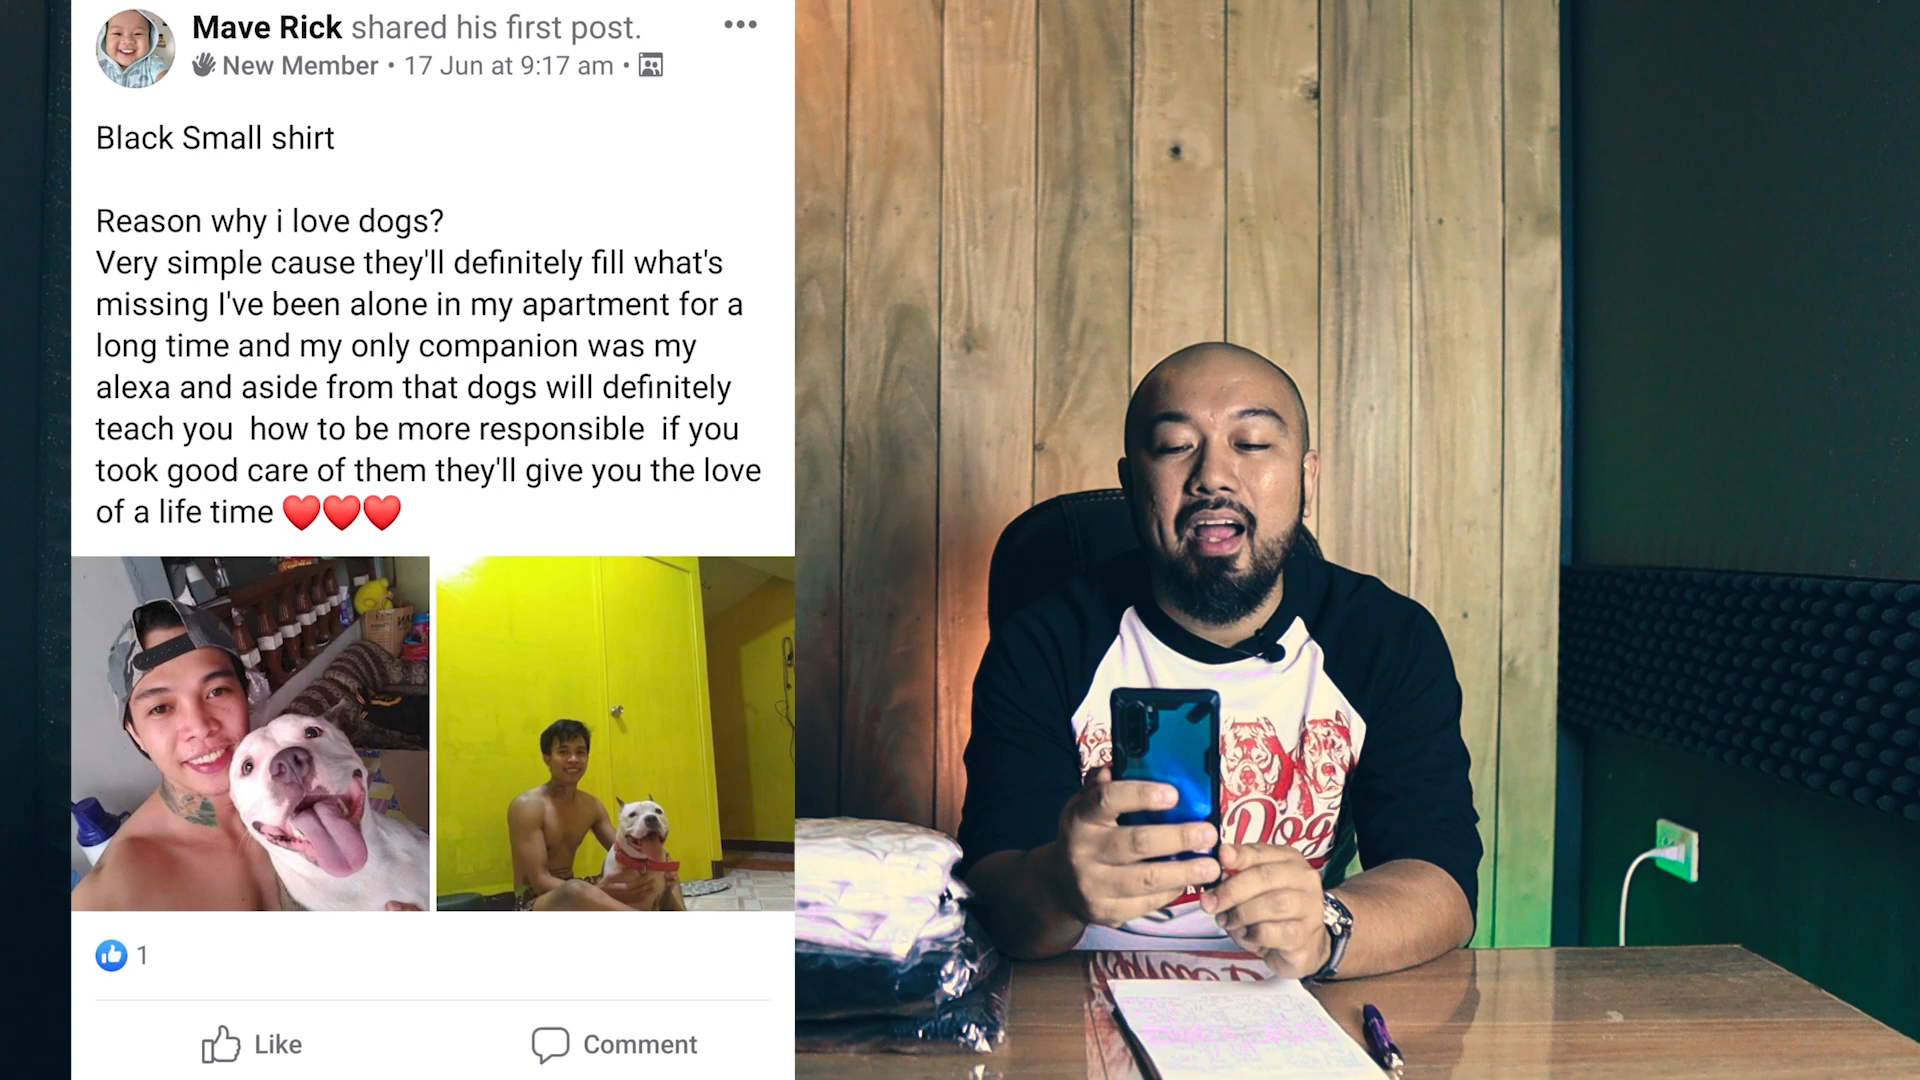 Mave Rick shared his first post.
New Member • 17 Jun at 9:17 am •
Black Small shirt
Reason why i love dogs?
Very simple cause they'll definitely fill what's
missing I've been alone in my apartment for a
long time and my only companion was my
alexa and aside from that dogs will definitely
teach you  how to be more responsible  if you
took good care of them they'll give you the love
of a life time ❤️❤️❤️
1
Like
Comment
Dog